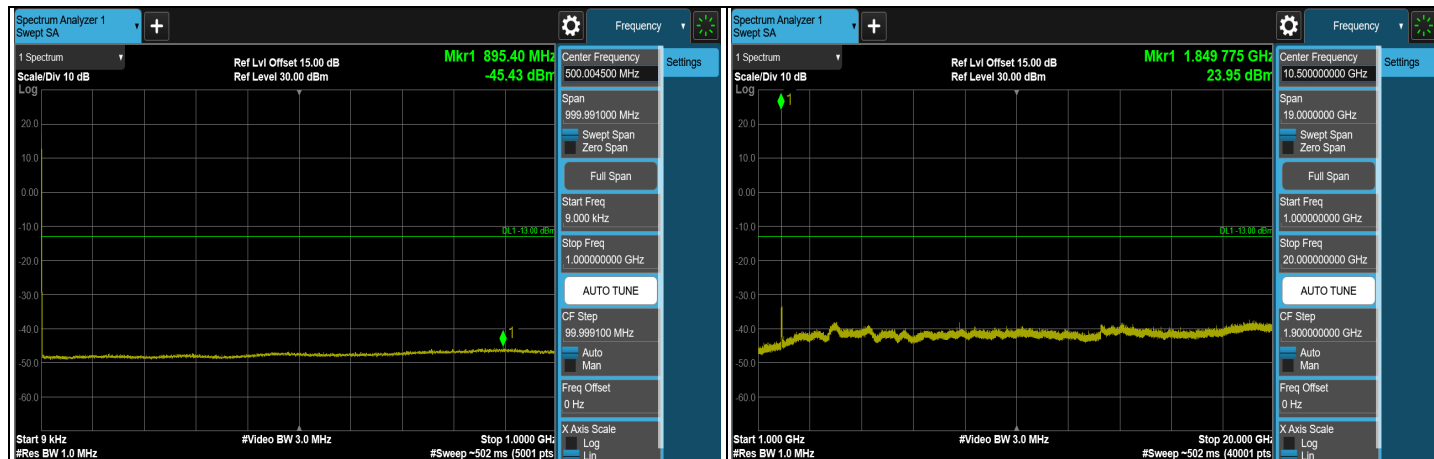 Spectrum Analyzer 1
Swept SA
+
Frequency
1 Spectrum
Scale/Div 10 dB
Log
Ref Lvl Offset 15.00 dB
Ref Level 30.00 dBm
Mkr1 895.40 MHz
-45.43 dBm
1
20.0
10.0
0.00
-10.0
-20.0
-30.0
-40.0
-50.0
-60.0
DL1 -13.00 dBm
Start 9 kHz
#Res BW 1.0 MHz
#Video BW 3.0 MHz
Stop 1.0000 GHz
#Sweep ~502 ms (5001 pts
Center Frequency
500.004500 MHz
Span
999.991000 MHz
Swept Span
Zero Span
Full Span
Start Freq
9.000 kHz
Stop Freq
1.000000000 GHz
AUTO TUNE
CF Step
99.999100 MHz
Auto
Man
Freq Offset
0 Hz
X Axis Scale
Log
Lin
Settings
Spectrum Analyzer 1
Swept SA
+
Frequency
1 Spectrum
Scale/Div 10 dB
Log
Ref Lvl Offset 15.00 dB
Ref Level 30.00 dBm
Mkr1 1.849 775 GHz
23.95 dBm
1
20.0
10.0
0.00
-10.0
-20.0
-30.0
-40.0
-50.0
-60.0
DL1 -13.00 dBm
Start 1.000 GHz
#Res BW 1.0 MHz
#Video BW 3.0 MHz
Stop 20.000 GHz
#Sweep ~502 ms (40001 pts
Center Frequency
10.500000000 GHz
Span
19.0000000 GHz
Swept Span
Zero Span
Full Span
Start Freq
1.000000000 GHz
Stop Freq
20.000000000 GHz
AUTO TUNE
CF Step
1.900000000 GHz
Auto
Man
Freq Offset
0 Hz
X Axis Scale
Log
Lin
Settings